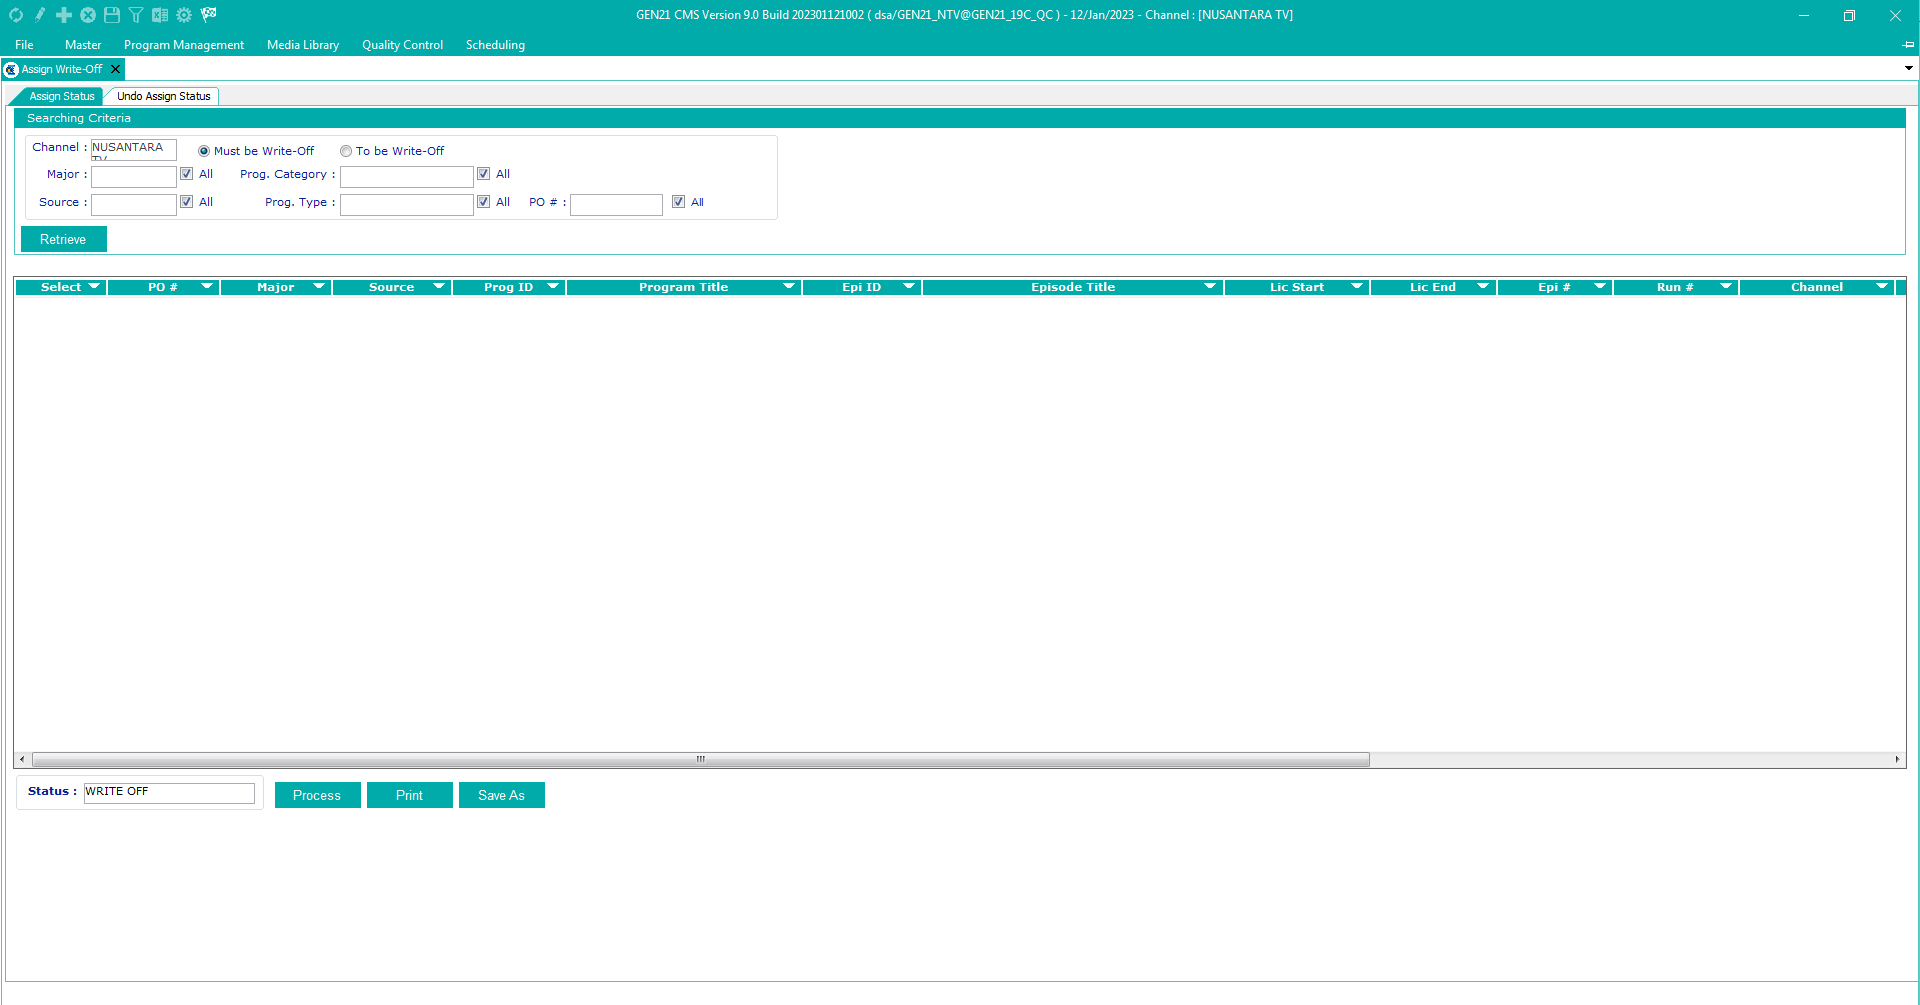 GEN21 CMS Version 9.0 Build 202301121002 ( dsa/GEN21_NTV@GEN21_19C_QC ) - 12/Jan/2023 - Channel : [NUSANTARA TV]
File Master Program Management Media Library Quality Control Scheduling
Assign Write-Off
Assign Status Undo Assign Status
Searching Criteria
Channel : NUSANTARA TV Must be Write-Off To be Write-Off
Major : All Prog. Category : All
Source : All Prog. Type : All PO # : All
Retrieve
Select PO # Major Source Prog ID Program Title Epi ID Episode Title Lic Start Lic End Epi # Run # Channel
Status : WRITE OFF Process Print Save As